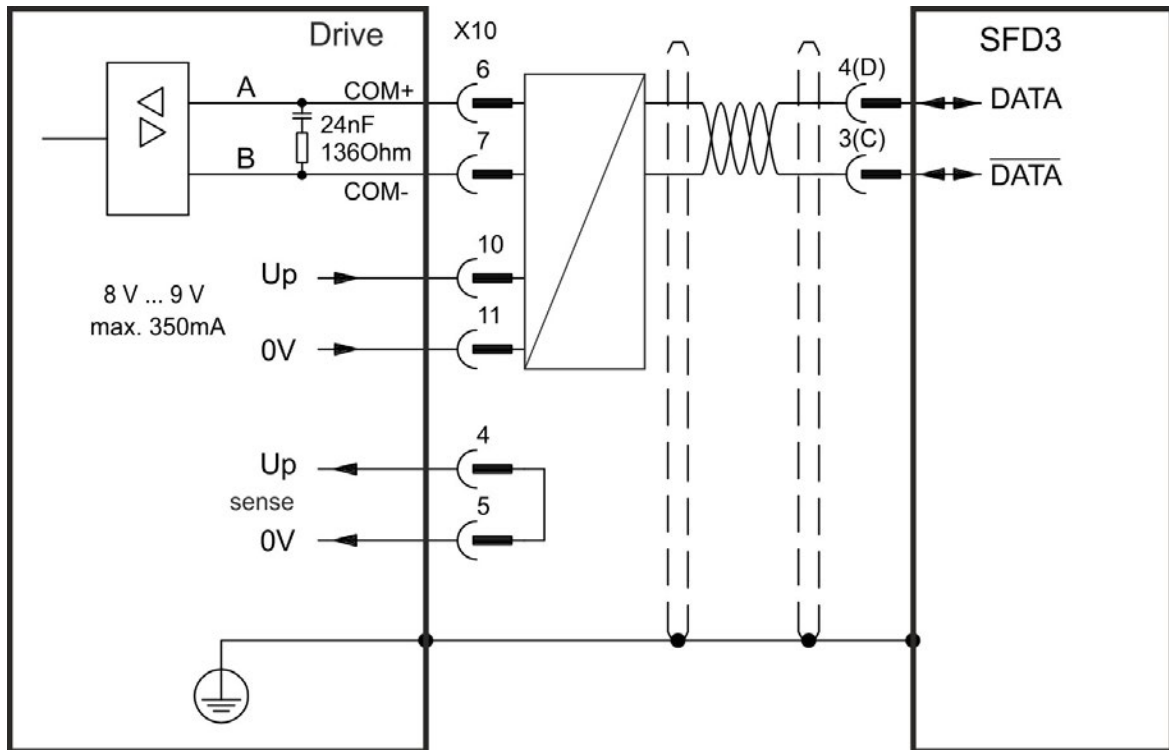 Drive
X10
SFD3
A
COM+
6
4(D)
DATA
24nF
136Ohm
7
3(C)
B
COM-
DATA
10
Up
8 V ... 9 V
max. 350mA
11
0V
4
Up
sense
5
0V